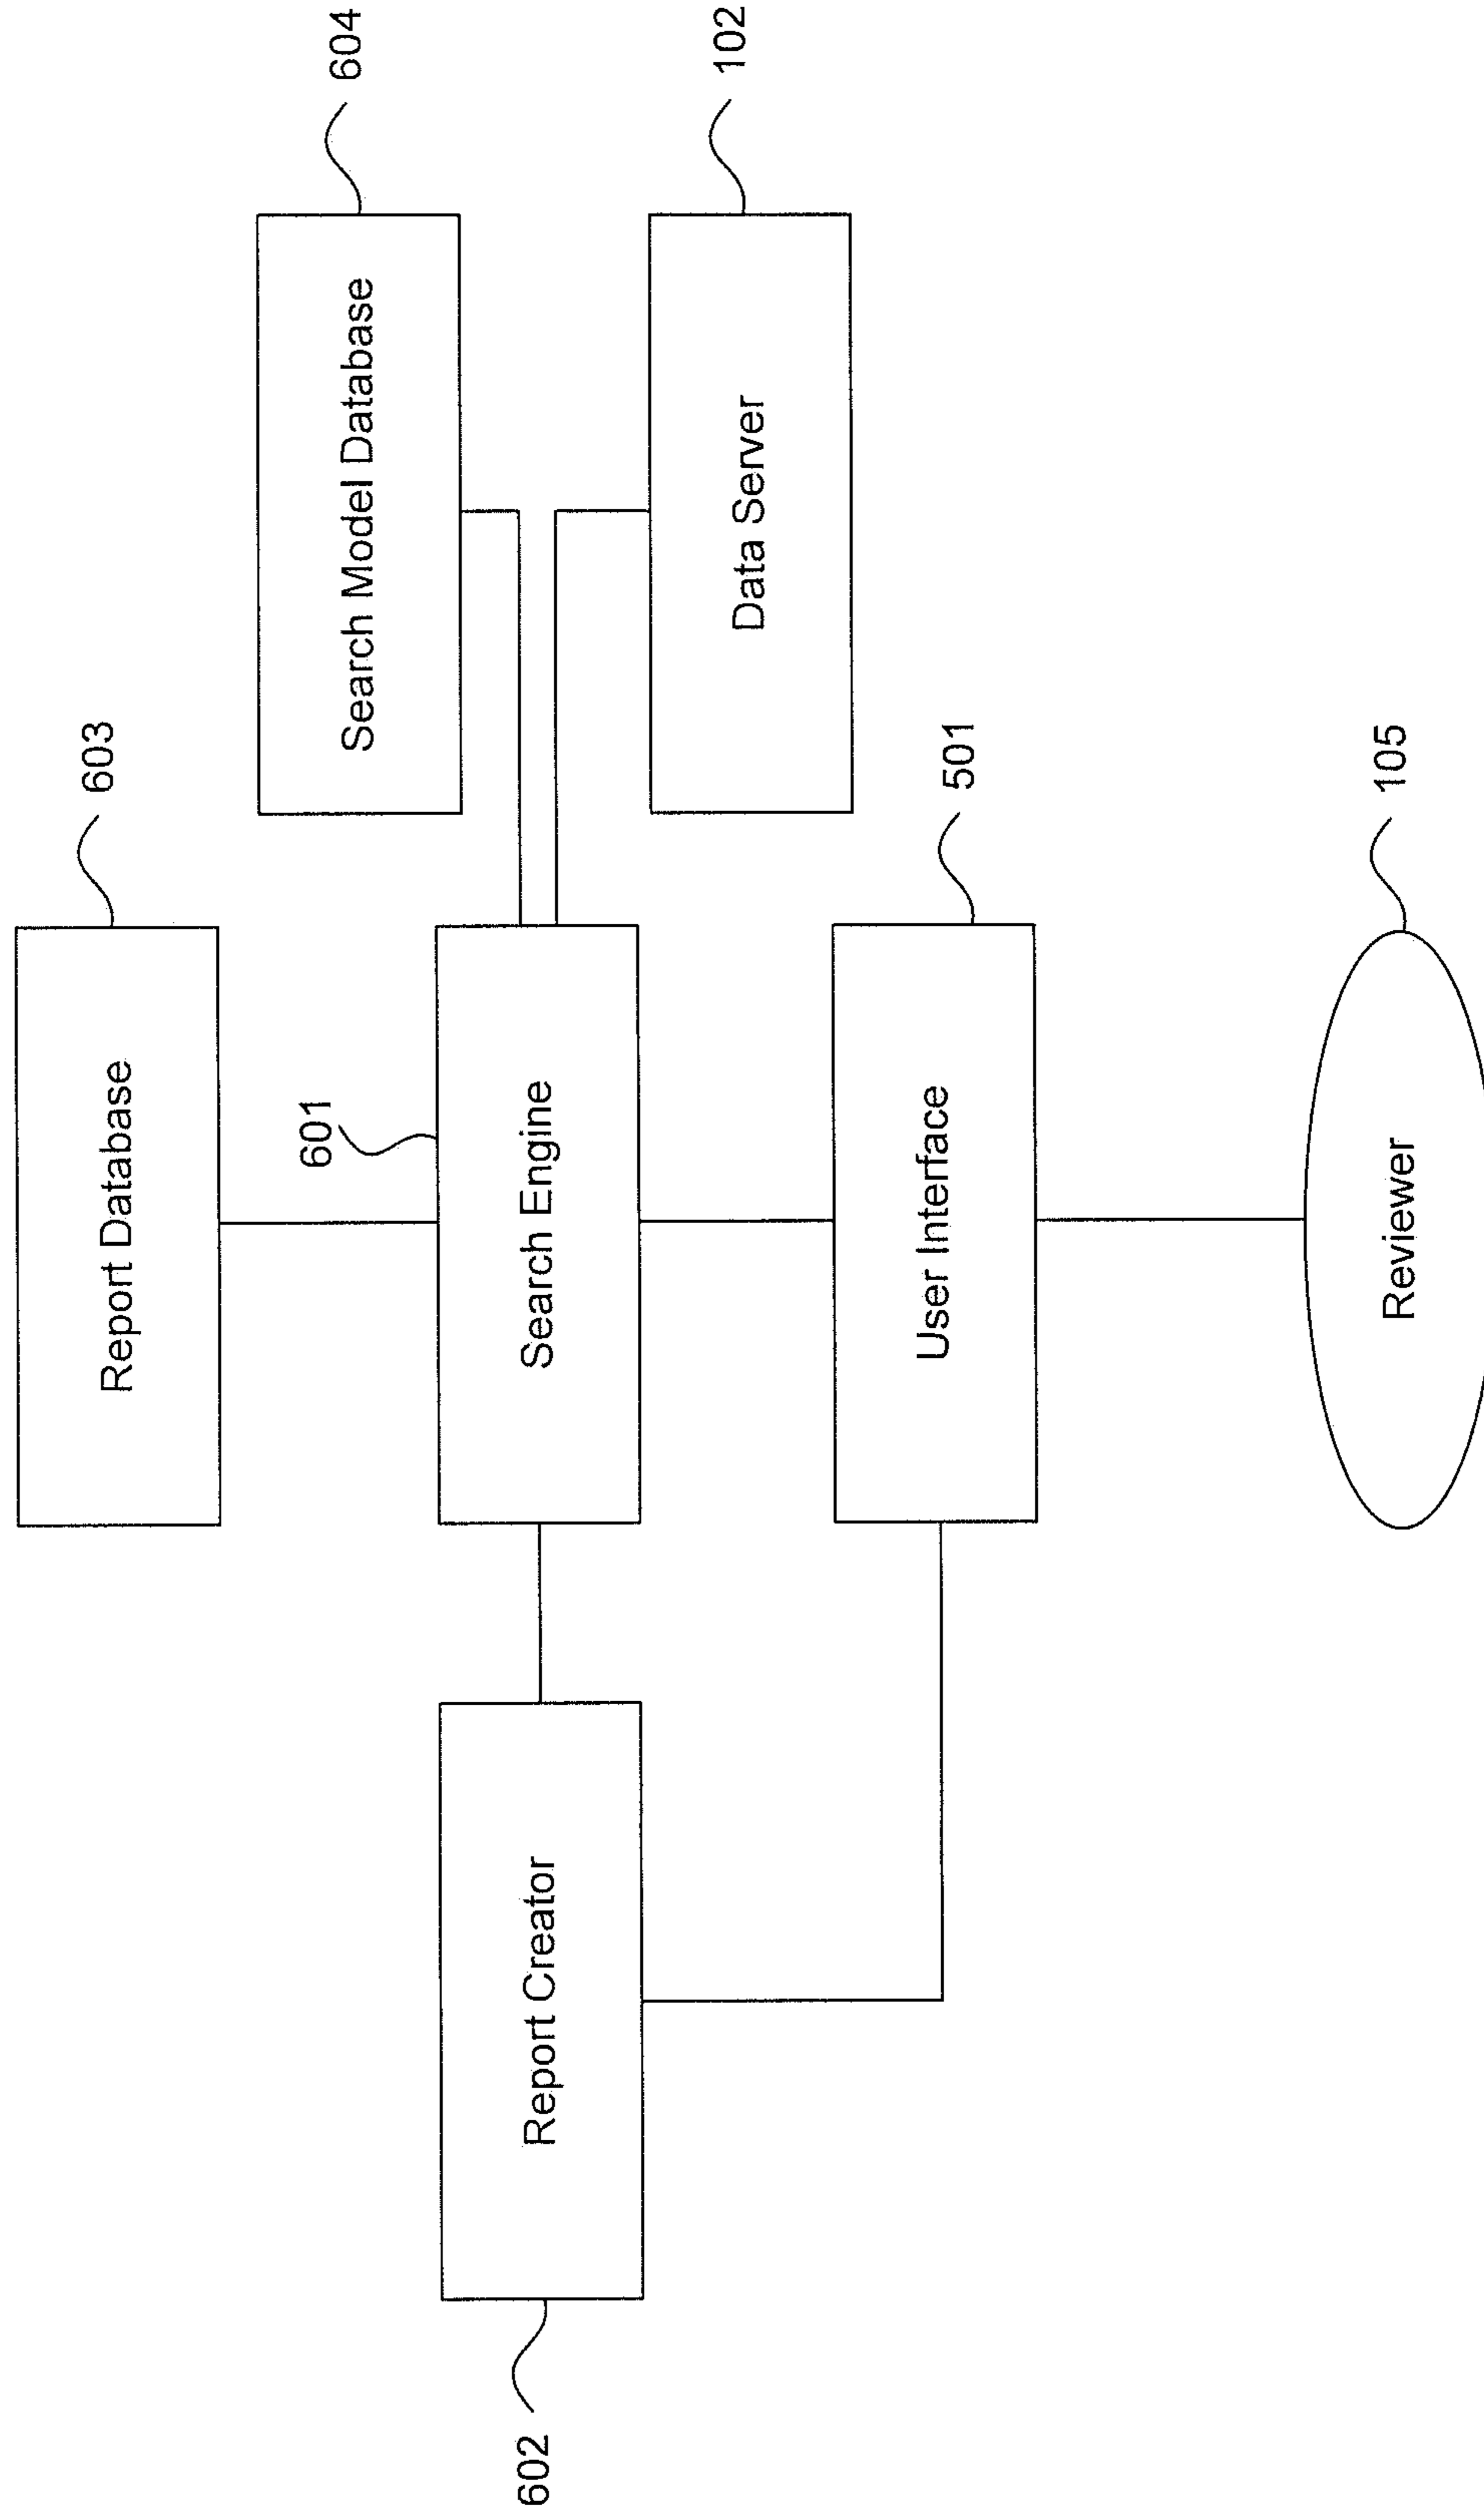 603
Report Database
604
Search Model Database
601
Search Engine
602
Report Creator
102
Data Server
501
User Interface
105
Reviewer